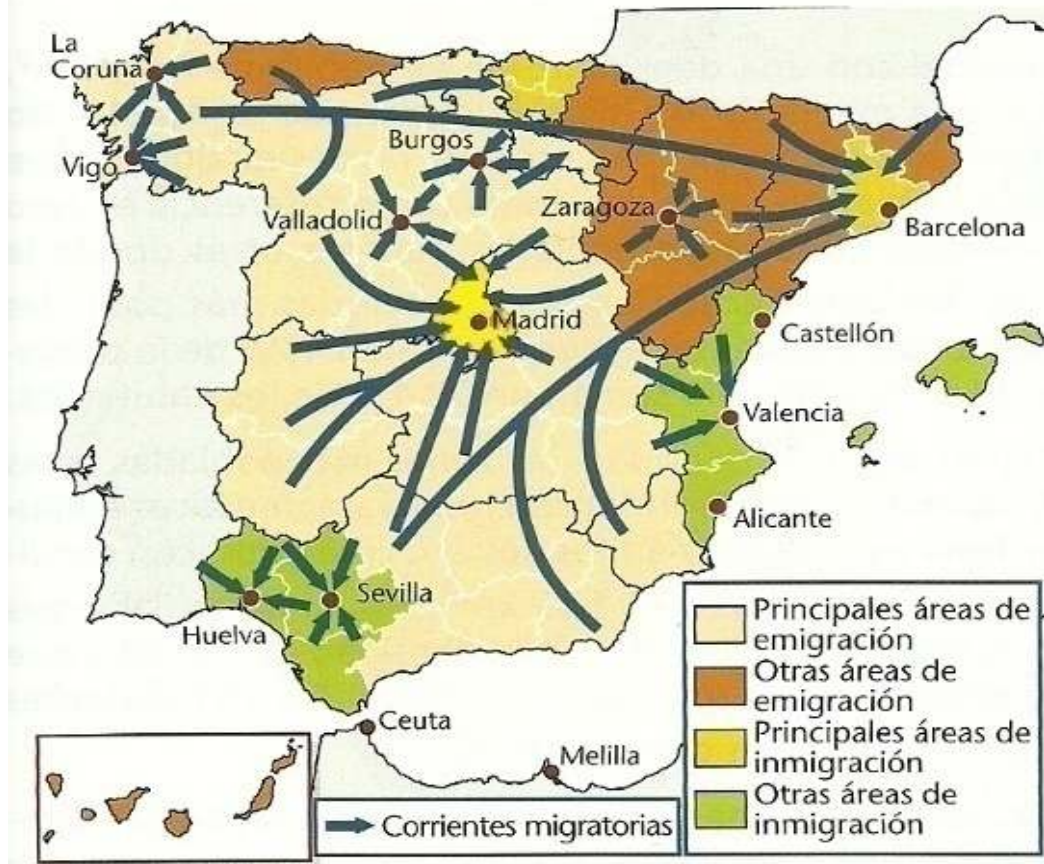 La
Coruña
Vigo
Burgos
Valladolid
Zaragoza
Barcelona
Madrid
Castellón
Valencia
Alicante
Sevilla
Huelva
Ceuta
Melilla
Principales áreas de
emigración
Otras áreas de
emigración
Principales áreas de
inmigración
Otras áreas de
inmigración
Corrientes migratorias